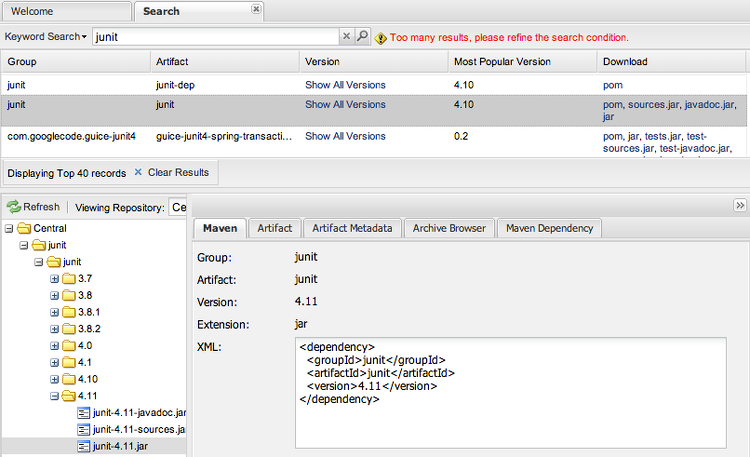 Welcome Search
Keyword Search junit Too many results, please refine the search condition.
Group Artifact Version Most Popular Version Download
junit junit-dep Show All Versions 4.10 pom
junit junit Show All Versions 4.10 pom, sources.jar, javadoc.jar,
jar
com.googlecode.guice-junit4 guice-junit4-spring-transacti... Show All Versions 0.2 pom, jar, tests.jar, test-
sources.jar, test-javadoc.jar,
Displaying Top 40 records Clear Results
Refresh Viewing Repository: Ce
Central
junit
junit
3.7
3.8
3.8.1
3.8.2
4.0
4.1
4.10
4.11
junit-4.11-javadoc.jar
junit-4.11-sources.ja
junit-4.11.jar
Maven Artifact Artifact Metadata Archive Browser Maven Dependency
Group: junit
Artifact: junit
Version: 4.11
Extension: jar
XML: <dependency>
<groupId>junit</groupId>
<artifactId>junit</artifactId>
<version>4.11</version>
</dependency>